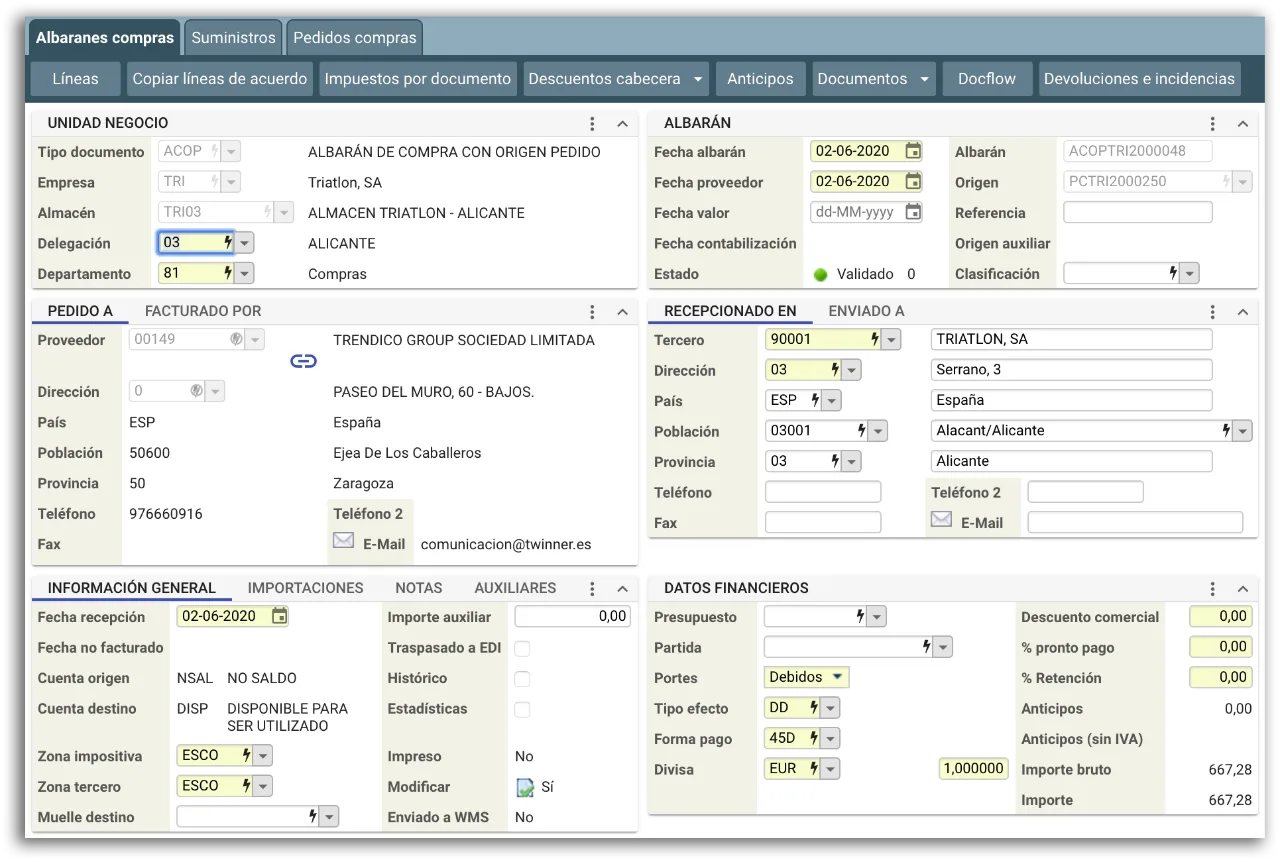 Albaranes compras Suministros Pedidos compras
Líneas Copiar líneas de acuerdo Impuestos por documento Descuentos cabecera Anticipos Documentos Docflow Devoluciones e incidencias
UNIDAD NEGOCIO
Tipo documento ACOP ALBARÁN DE COMPRA CON ORIGEN PEDIDO
Empresa TRI Triatlon, SA
Almacén TRI03 ALMACEN TRIATLON - ALICANTE
Delegación 03 ALICANTE
Departamento 81 Compras
ALBARÁN
Fecha albarán 02-06-2020 Albarán ACOPTRI2000048
Fecha proveedor 02-06-2020 Origen PCTRI2000250
Fecha valor dd-MM-yyyy Referencia
Fecha contabilización Origen auxiliar
Estado Validado 0 Clasificación
PEDIDO A FACTURADO POR
Proveedor 00149 TRENDICO GROUP SOCIEDAD LIMITADA
Dirección 0 PASEO DEL MURO, 60 - BAJOS.
País ESP España
Población 50600 Ejea De Los Caballeros
Provincia 50 Zaragoza
Teléfono 976660916 Teléfono 2
Fax E-Mail comunicacion@twinner.es
RECEPCIONADO EN ENVIADO A
Tercero 90001 TRIATLON, SA
Dirección 03 Serrano, 3
País ESP España
Población 03001 Alacant/Alicante
Provincia 03 Alicante
Teléfono Teléfono 2
Fax E-Mail
INFORMACIÓN GENERAL IMPORTACIONES NOTAS AUXILIARES
Fecha recepción 02-06-2020 Importe auxiliar 0,00
Fecha no facturado Traspasado a EDI
Cuenta origen NSAL NO SALDO Histórico
Cuenta destino DISP DISPONIBLE PARA Estadísticas
SER UTILIZADO
Zona impositiva ESCO Impreso No
Zona tercero ESCO Modificar Sí
Muelle destino Enviado a WMS No
DATOS FINANCIEROS
Presupuesto Descuento comercial 0,00
Partida % pronto pago 0,00
Portes Debidos % Retención 0,00
Tipo efecto DD Anticipos 0,00
Forma pago 45D Anticipos (sin IVA)
Divisa EUR 1,000000 Importe bruto 667,28
Importe 667,28